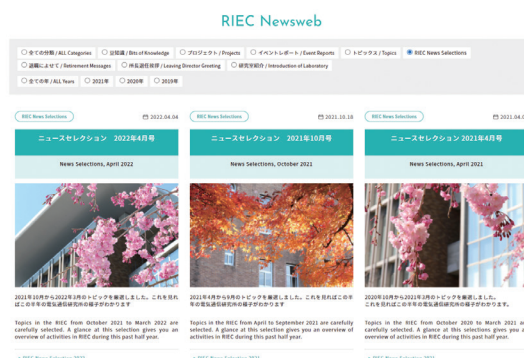 RIEC Newsweb
全ての分類 / ALL Categories 豆知識 / Bits of Knowledge プロジェクト / Projects イベントレポート / Event Reports トピックス / Topics RIEC News Selections
退職によせて / Retirement Messages 所長退任挨拶 / Leaving Director Greeting 研究室紹介 / Introduction of Laboratory
全ての年 / ALL Years 2021年 2020年 2019年
RIEC News Selections 2022.04.04
ニュースセレクション 2022年4月号
News Selections, April 2022
2021年10月から2022年3月のトピックを厳選しました。これを見れ
ばこの半年の電気通信研究所の様子がわかります
Topics in the RIEC from October 2021 to March 2022 are
carefully selected. A glance at this selection gives you an
overview of activities in RIEC during this past half year.
RIEC News Selections 2021.10.18
ニュースセレクション 2021年10月号
News Selections, October 2021
2021年4月から9月のトピックを厳選しました。これを見ればこの半
年の電気通信研究所の様子がわかります
Topics in the RIEC from April to September 2021 are carefully
selected. A glance at this selection gives you an overview of
activities in RIEC during this past half year.
RIEC News Selections 2021.04.0
ニュースセレクション 2021年4月号
News Selections, April 2021
2020年10月から2021年3月のトピックを厳選しました。
これを見ればこの半年の電気通信研究所の様子がわかります。
Topics in the RIEC from October 2020 to March 2021 a
carefully selected. A glance at this selections gives you a
overview of activities in RIEC during this past half year.